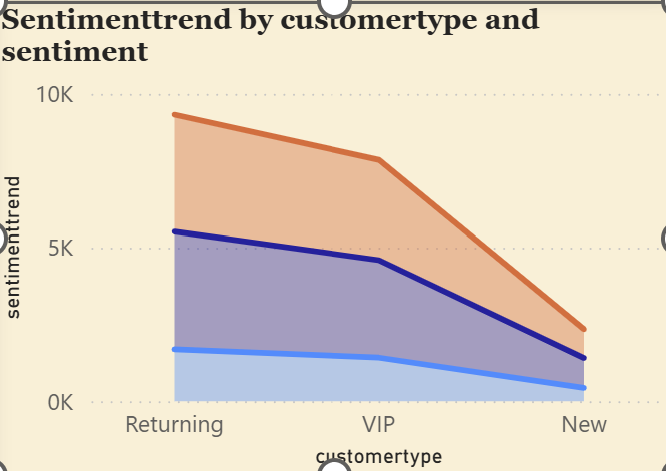 Sentimenttrend by customertype and
sentiment
10K
5K
0K
sentimenttrend
Returning VIP New
customertype